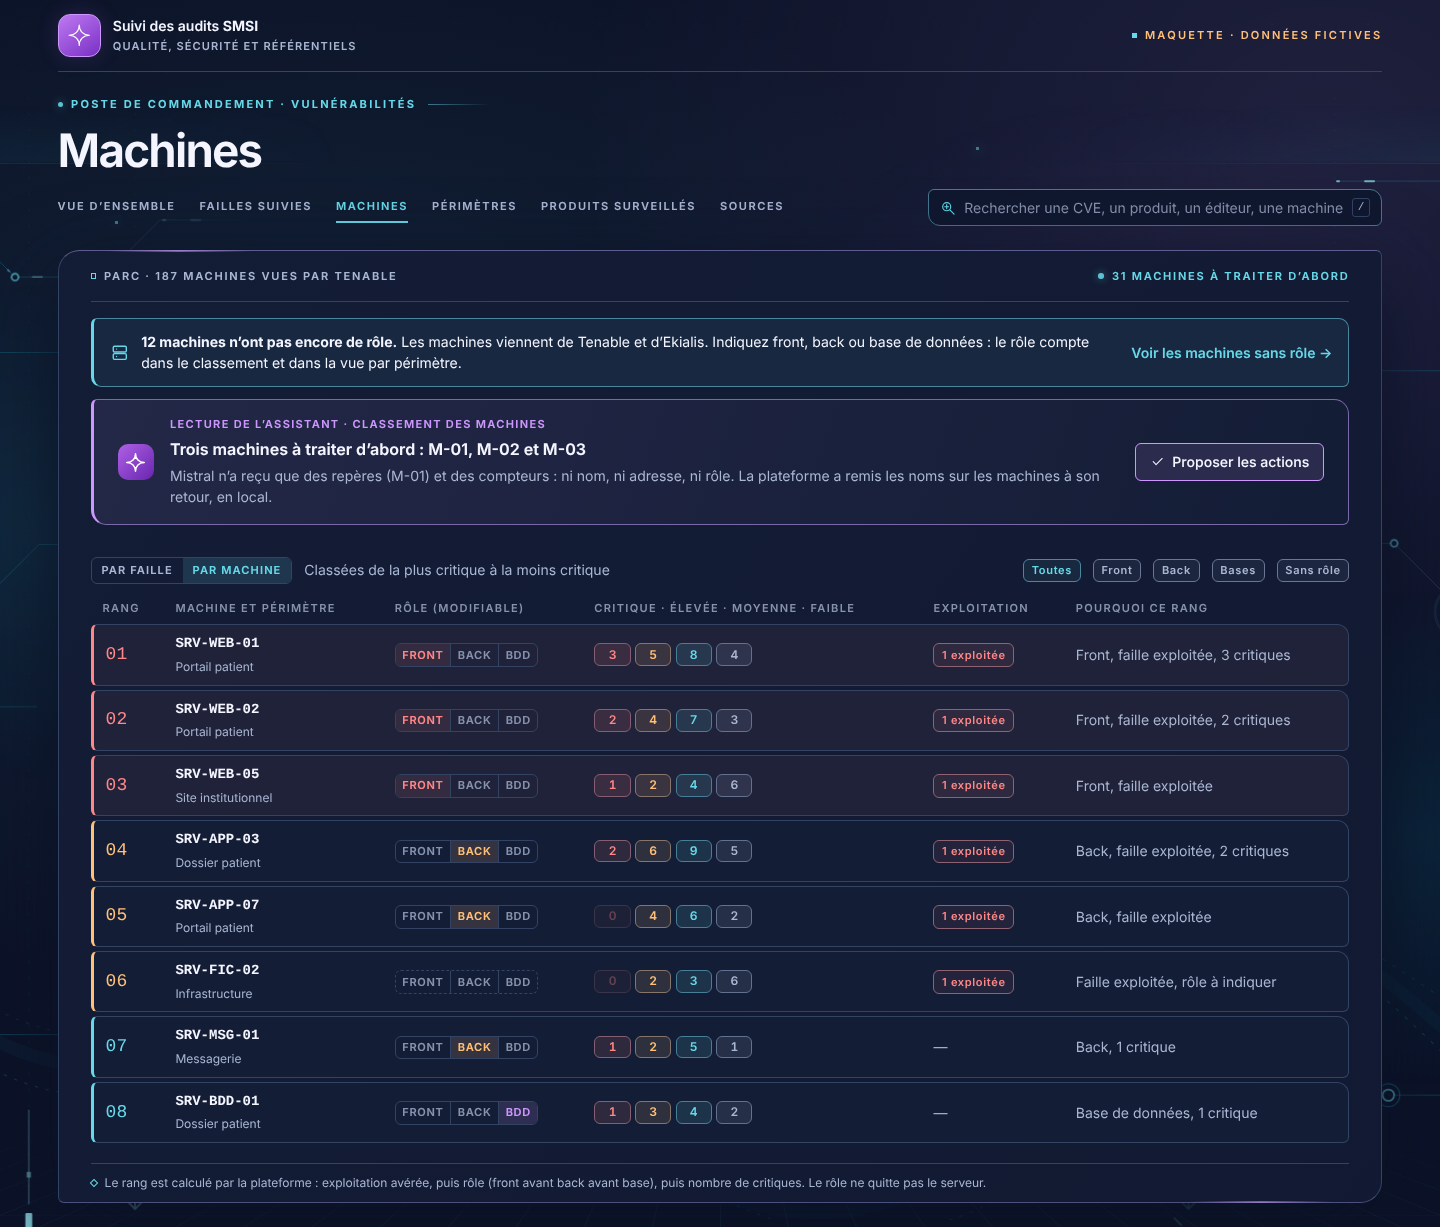 Suivi des audits SMSI
QUALITÉ, SÉCURITÉ ET RÉFÉRENTIELS
MAQUETTE · DONNÉES FICTIVES
POSTE DE COMMANDEMENT · VULNÉRABILITÉS
Machines
VUE D’ENSEMBLE FAILLES SUIVIES MACHINES PÉRIMÈTRES PRODUITS SURVEILLÉS SOURCES
Rechercher une CVE, un produit, un éditeur, une machine /
PARC · 187 MACHINES VUES PAR TENABLE
31 MACHINES À TRAITER D’ABORD
12 machines n’ont pas encore de rôle. Les machines viennent de Tenable et d’Ekialis. Indiquez front, back ou base de données : le rôle compte
dans le classement et dans la vue par périmètre.
Voir les machines sans rôle →
LECTURE DE L’ASSISTANT · CLASSEMENT DES MACHINES
Trois machines à traiter d’abord : M-01, M-02 et M-03
Mistral n’a reçu que des repères (M-01) et des compteurs : ni nom, ni adresse, ni rôle. La plateforme a remis les noms sur les machines à son
retour, en local.
Proposer les actions
PAR FAILLE PAR MACHINE Classées de la plus critique à la moins critique
Toutes Front Back Bases Sans rôle
RANG MACHINE ET PÉRIMÈTRE RÔLE (MODIFIABLE) CRITIQUE · ÉLEVÉE · MOYENNE · FAIBLE EXPLOITATION POURQUOI CE RANG
01 SRV-WEB-01 FRONT BACK BDD 3 5 8 4 1 exploitée Front, faille exploitée, 3 critiques
Portail patient
02 SRV-WEB-02 FRONT BACK BDD 2 4 7 3 1 exploitée Front, faille exploitée, 2 critiques
Portail patient
03 SRV-WEB-05 FRONT BACK BDD 1 2 4 6 1 exploitée Front, faille exploitée
Site institutionnel
04 SRV-APP-03 FRONT BACK BDD 2 6 9 5 1 exploitée Back, faille exploitée, 2 critiques
Dossier patient
05 SRV-APP-07 FRONT BACK BDD 0 4 6 2 1 exploitée Back, faille exploitée
Portail patient
06 SRV-FIC-02 FRONT BACK BDD 0 2 3 6 1 exploitée Faille exploitée, rôle à indiquer
Infrastructure
07 SRV-MSG-01 FRONT BACK BDD 1 2 5 1 — Back, 1 critique
Messagerie
08 SRV-BDD-01 FRONT BACK BDD 1 3 4 2 — Base de données, 1 critique
Dossier patient
Le rang est calculé par la plateforme : exploitation avérée, puis rôle (front avant back avant base), puis nombre de critiques. Le rôle ne quitte pas le serveur.